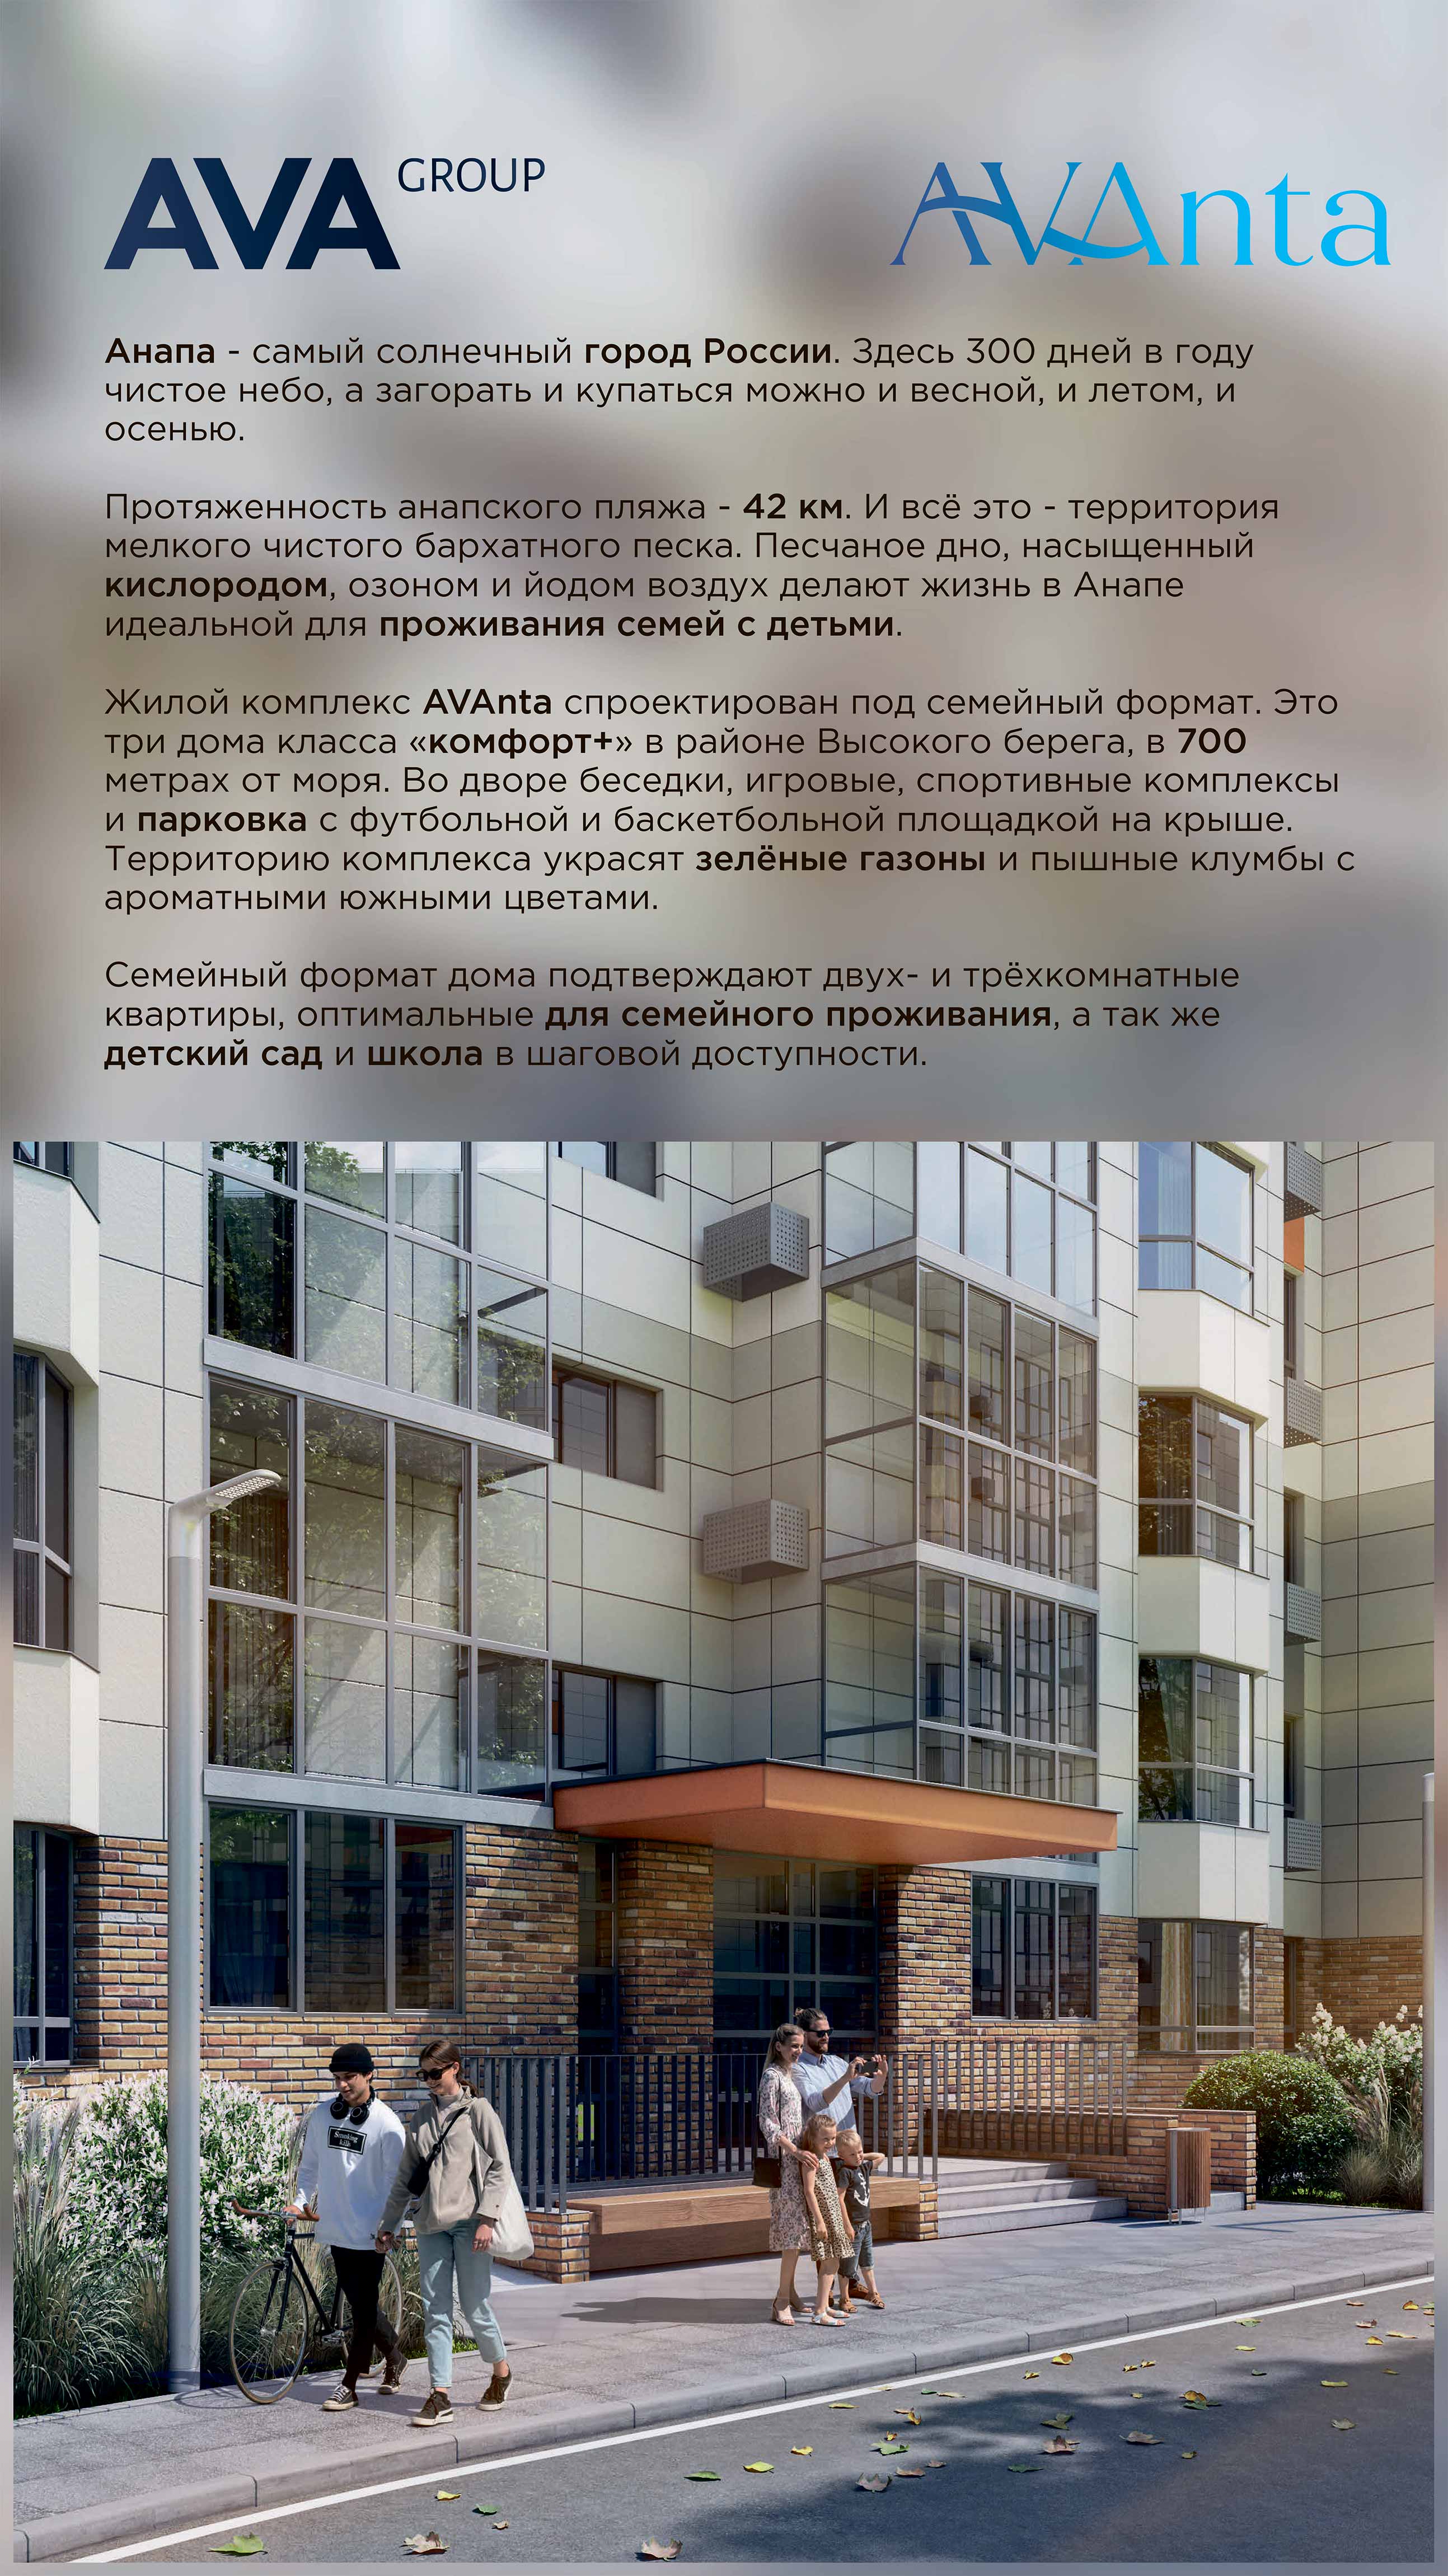 AVA GROUP
AVAnta
Анапа - самый солнечный город России. Здесь 300 дней в году
чистое небо, а загорать и купаться можно и весной, и летом, и
осенью.
Протяженность анапского пляжа - 42 км. И всё это - территория
мелкого чистого бархатного песка. Песчаное дно, насыщенный
кислородом, озоном и йодом воздух делают жизнь в Анапе
идеальной для проживания семей с детьми.
Жилой комплекс AVAnta спроектирован под семейный формат. Это
три дома класса «комфорт+» в районе Высокого берега, в 700
метрах от моря. Во дворе беседки, игровые, спортивные комплексы
и парковка с футбольной и баскетбольной площадкой на крыше.
Территорию комплекса украсят зелёные газоны и пышные клумбы с
ароматными южными цветами.
Семейный формат дома подтверждают двух- и трёхкомнатные
квартиры, оптимальные для семейного проживания, а так же
детский сад и школа в шаговой доступности.
Smoking
kills